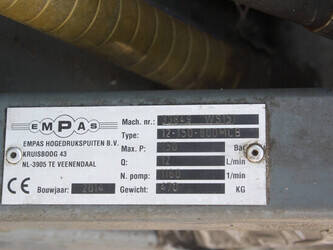 EMPAS
EMPAS HOGEDRUKSPUITEN B.V.
KRUISBOOG 43
NL-3905 TE VEENENDAAL
CE
Bouwjaar: 2014
Mach. nr.:
Type:
Max. P: Bar
Q: 12 L/min
N. pomp: 1/min
Gewicht: KG